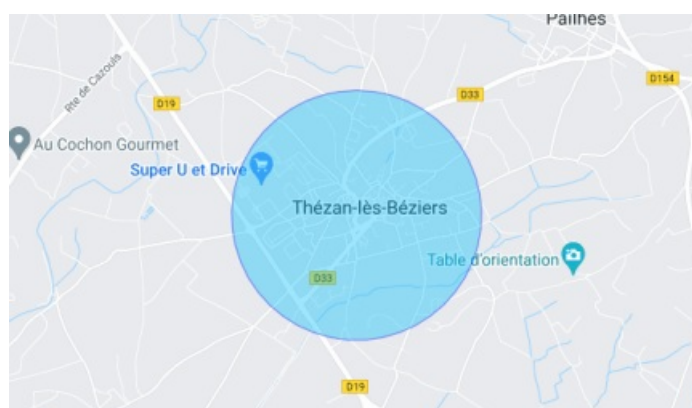 Pailhès
D154
D33
Rte de Cazouls
D19
Au Cochon Gourmet
Super U et Drive
Thézan-lès-Béziers
Table d'orientation
D33
D19